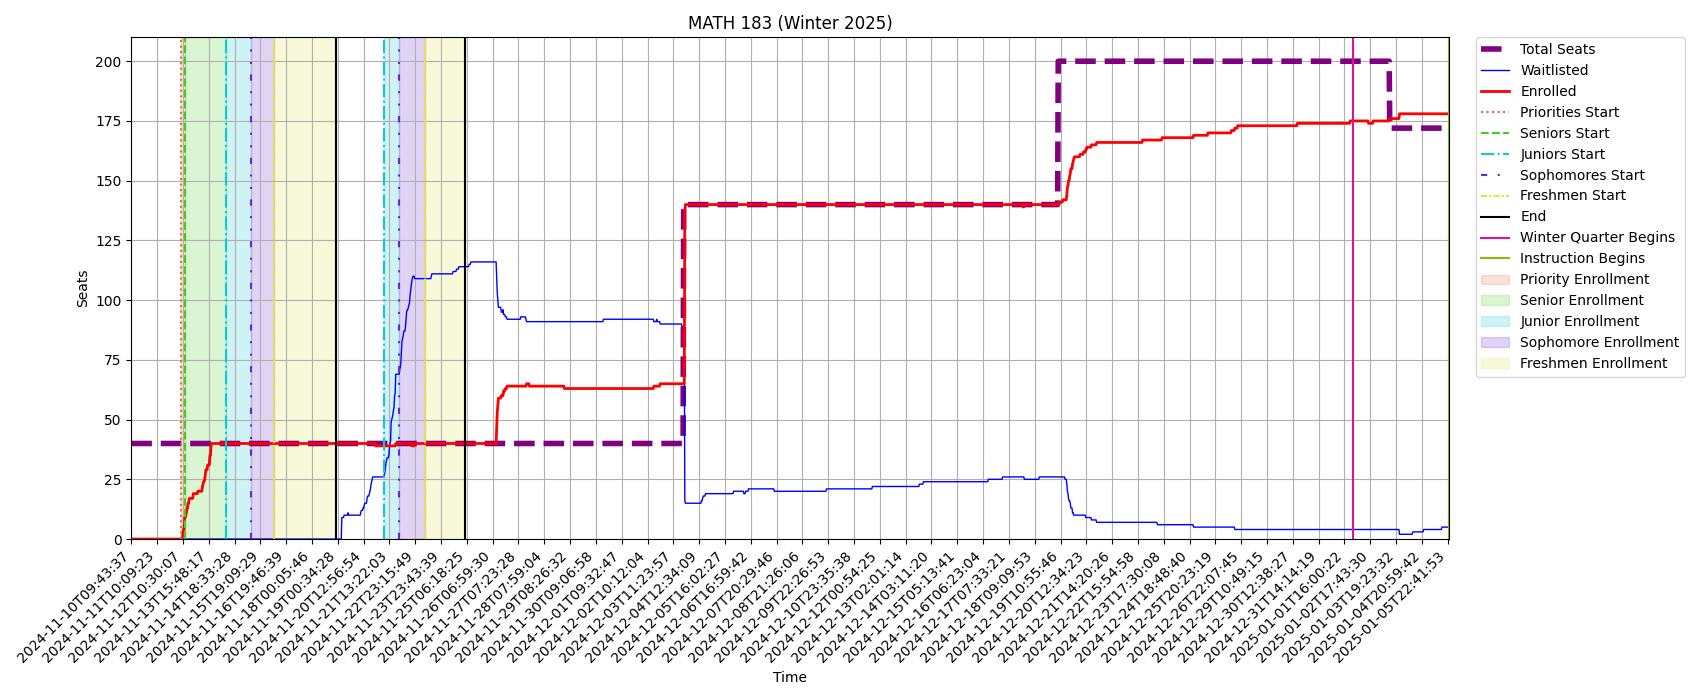 MATH 183 (Winter 2025)
Seats
200
175
150
125
100
75
50
25
0
2024-11-10T09:43:37
2024-11-11T10:09:23
2024-11-12T10:30:07
2024-11-13T15:48:17
2024-11-14T18:33:28
2024-11-15T19:09:29
2024-11-16T19:46:39
2024-11-18T00:05:46
2024-11-19T00:34:28
2024-11-20T12:56:54
2024-11-21T13:22:03
2024-11-22T23:15:49
2024-11-23T23:43:39
2024-11-25T06:18:25
2024-11-26T06:59:30
2024-11-27T07:23:28
2024-11-28T07:59:04
2024-11-29T08:26:32
2024-11-30T09:06:58
2024-12-01T09:32:47
2024-12-02T10:12:04
2024-12-03T11:23:57
2024-12-04T12:34:09
2024-12-05T16:02:27
2024-12-06T16:59:42
2024-12-07T20:29:46
2024-12-08T21:26:06
2024-12-09T22:26:53
2024-12-10T23:35:38
2024-12-12T00:54:25
2024-12-13T02:01:14
2024-12-14T03:11:20
2024-12-15T05:13:41
2024-12-16T06:23:04
2024-12-17T07:33:21
2024-12-18T09:09:53
2024-12-19T10:55:46
2024-12-20T12:34:23
2024-12-21T14:20:26
2024-12-22T15:54:58
2024-12-23T17:30:08
2024-12-24T18:48:40
2024-12-25T20:23:19
2024-12-26T22:07:45
2024-12-29T10:49:15
2024-12-30T12:38:27
2024-12-31T14:14:19
2025-01-01T16:00:22
2025-01-02T17:43:30
2025-01-03T19:23:32
2025-01-04T20:59:42
2025-01-05T22:41:53
Time
Total Seats
Waitlisted
Enrolled
Priorities Start
Seniors Start
Juniors Start
Sophomores Start
Freshmen Start
End
Winter Quarter Begins
Instruction Begins
Priority Enrollment
Senior Enrollment
Junior Enrollment
Sophomore Enrollment
Freshmen Enrollment